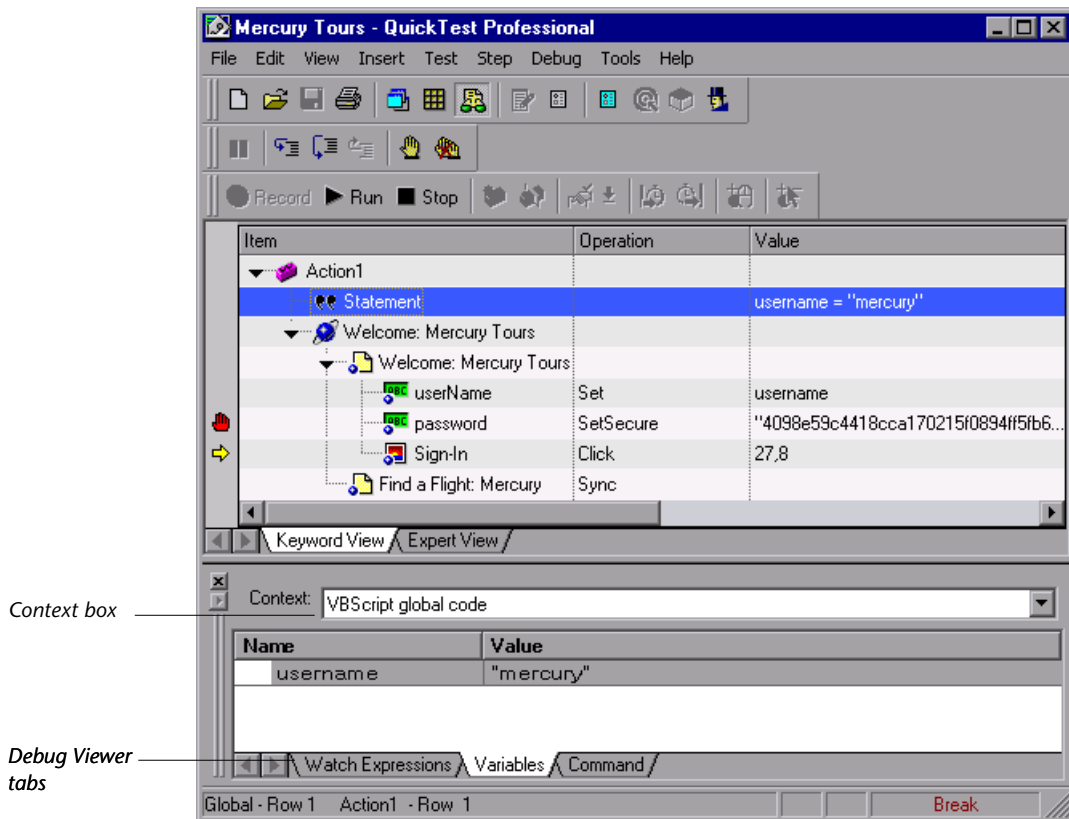 Mercury Tours - QuickTest Professional
File Edit View Insert Test Step Debug Tools Help
Record Run Stop
Item Operation Value
Action1
Statement username = "mercury"
Welcome: Mercury Tours
Welcome: Mercury Tours
ABC userName Set username
ABC password SetSecure "4098e59c4418cca170215f0894ff5fb6...
Sign-In Click 27,8
Find a Flight: Mercury Sync
Keyword View Expert View
Context box
Context: VBScript global code
Name Value
username "mercury"
Debug Viewer
tabs
Watch Expressions Variables Command
Global - Row 1 Action1 - Row 1 Break